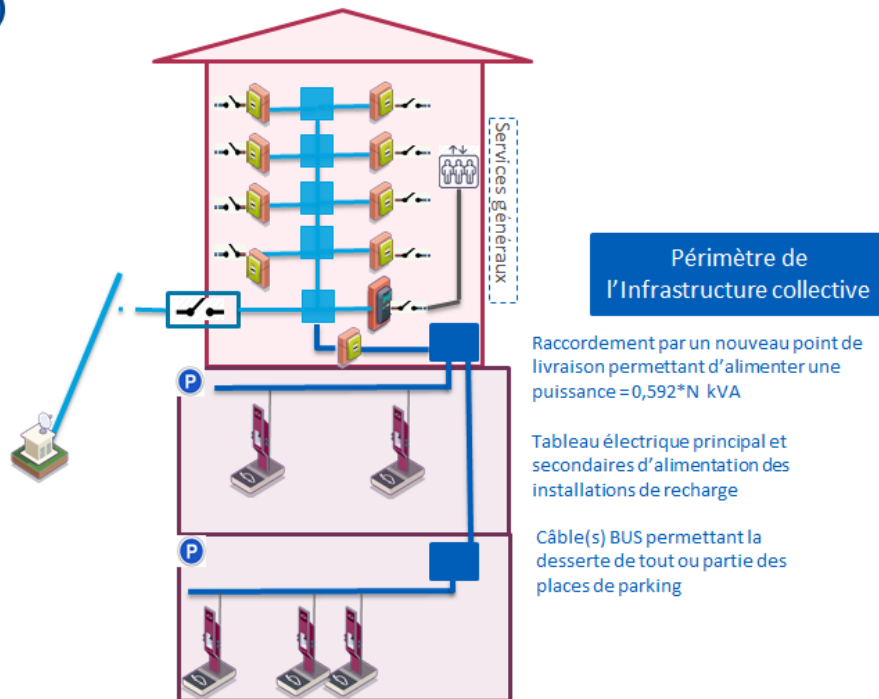 Services généraux
Périmètre de
l'Infrastructure collective
Raccordement par un nouveau point de
livraison permettant d'alimenter une
puissance = 0,592*N kVA
P
Tableau électrique principal et
secondaires d'alimentation des
installations de recharge
Câble(s) BUS permettant la
desserte de tout ou partie des
places de parking
P